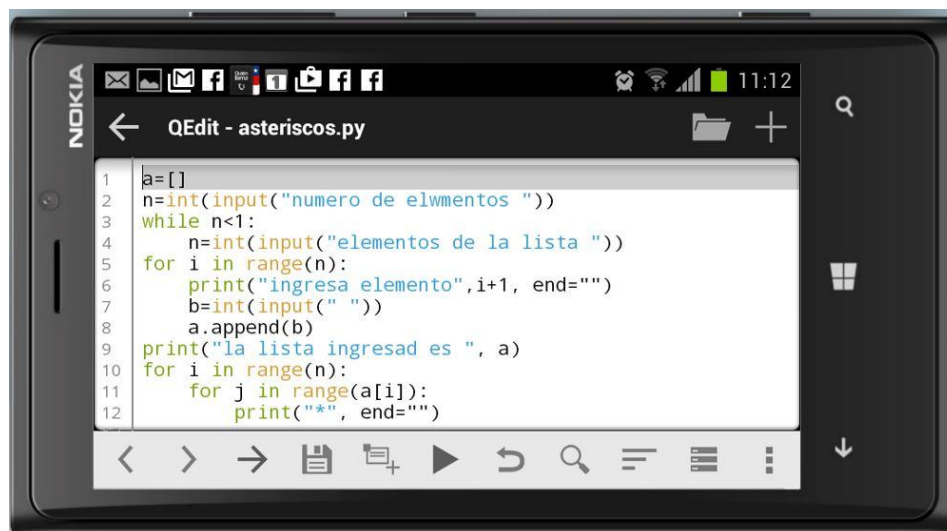 NOKIA
11:12
QEdit - asteriscos.py
1 a=[]
2 n=int(input("numero de elwmentos "))
3 while n<1:
4     n=int(input("elementos de la lista "))
5 for i in range(n):
6     print("ingresa elemento",i+1, end="")
7     b=int(input(" "))
8     a.append(b)
9 print("la lista ingresad es ", a)
10 for i in range(n):
11     for j in range(a[i]):
12         print("*", end="")